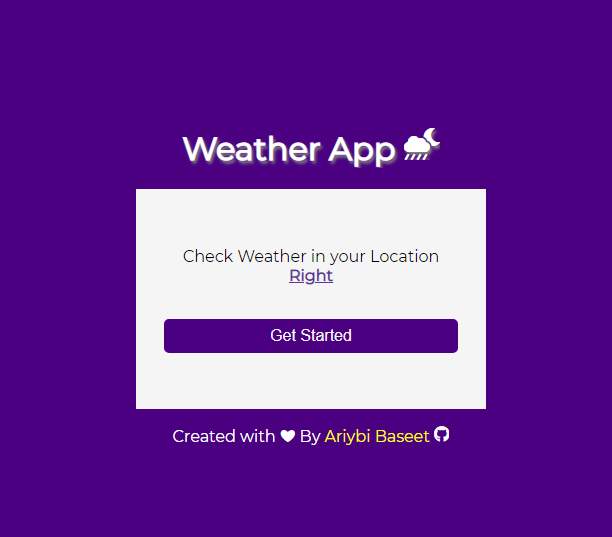 Weather App
Check Weather in your Location
Right
Get Started
Created with By Ariybi Baseet